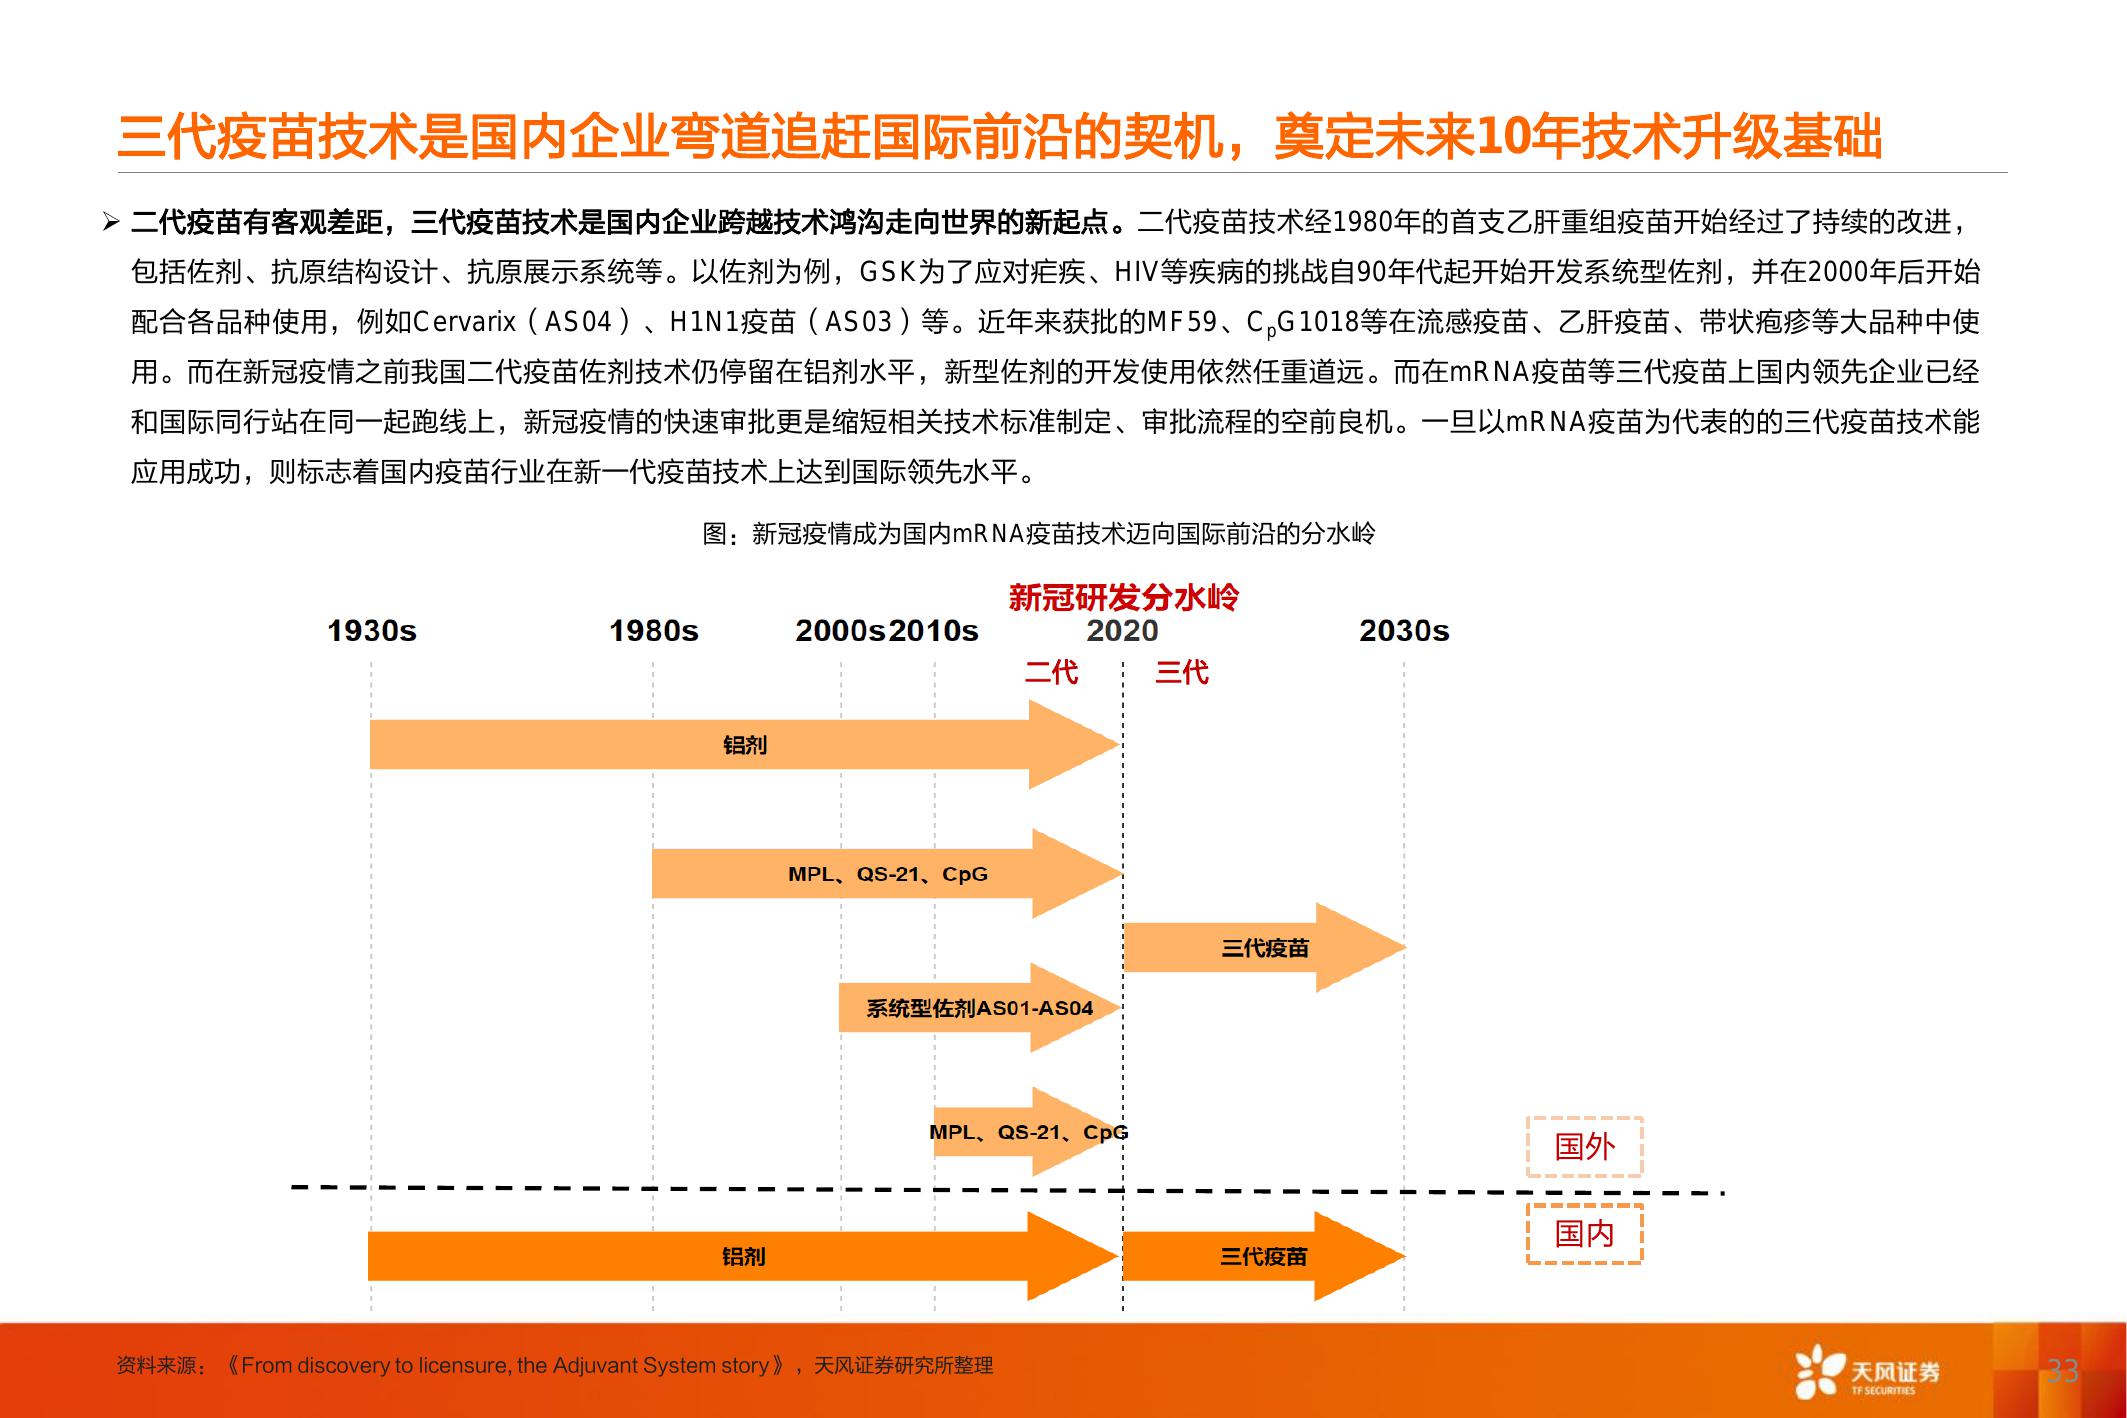 三代疫苗技术是国内企业弯道追赶国际前沿的契机，奠定未来10年技术升级基础
➢ 二代疫苗有客观差距，三代疫苗技术是国内企业跨越技术鸿沟走向世界的新起点。二代疫苗技术经1980年的首支乙肝重组疫苗开始经过了持续的改进，
包括佐剂、抗原结构设计、抗原展示系统等。以佐剂为例，GSK为了应对疟疾、HIV等疾病的挑战自90年代起开始开发系统型佐剂，并在2000年后开始
配合各品种使用，例如Cervarix（AS04）、H1N1疫苗（AS03）等。近年来获批的MF59、CpG1018等在流感疫苗、乙肝疫苗、带状疱疹等大品种中使
用。而在新冠疫情之前我国二代疫苗佐剂技术仍停留在铝剂水平，新型佐剂的开发使用依然任重道远。而在mRNA疫苗等三代疫苗上国内领先企业已经
和国际同行站在同一起跑线上，新冠疫情的快速审批更是缩短相关技术标准制定、审批流程的空前良机。一旦以mRNA疫苗为代表的的三代疫苗技术能
应用成功，则标志着国内疫苗行业在新一代疫苗技术上达到国际领先水平。
图：新冠疫情成为国内mRNA疫苗技术迈向国际前沿的分水岭
新冠研发分水岭
1930s 1980s 2000s 2010s 2020 2030s
二代 三代
铝剂
MPL、QS-21、CpG
三代疫苗
系统型佐剂AS01-AS04
MPL、QS-21、CpG
国外
国内
铝剂 三代疫苗
资料来源：《From discovery to licensure, the Adjuvant System story》，天风证券研究所整理
天风证券
TF SECURITIES
33